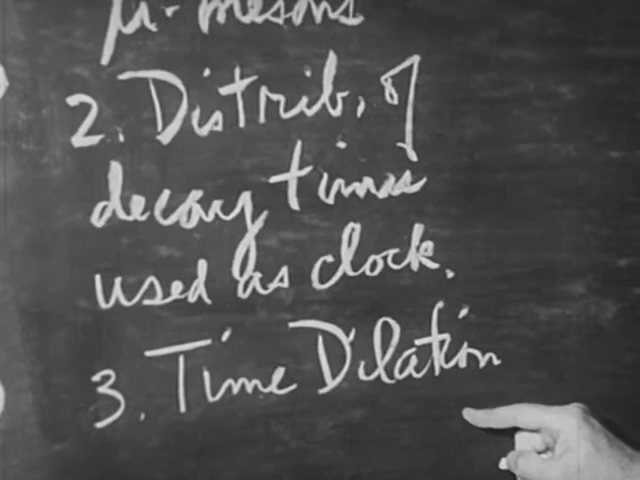 μ-mesons
2. Distrib. of
decay times
used as clock.
3. Time Dilation